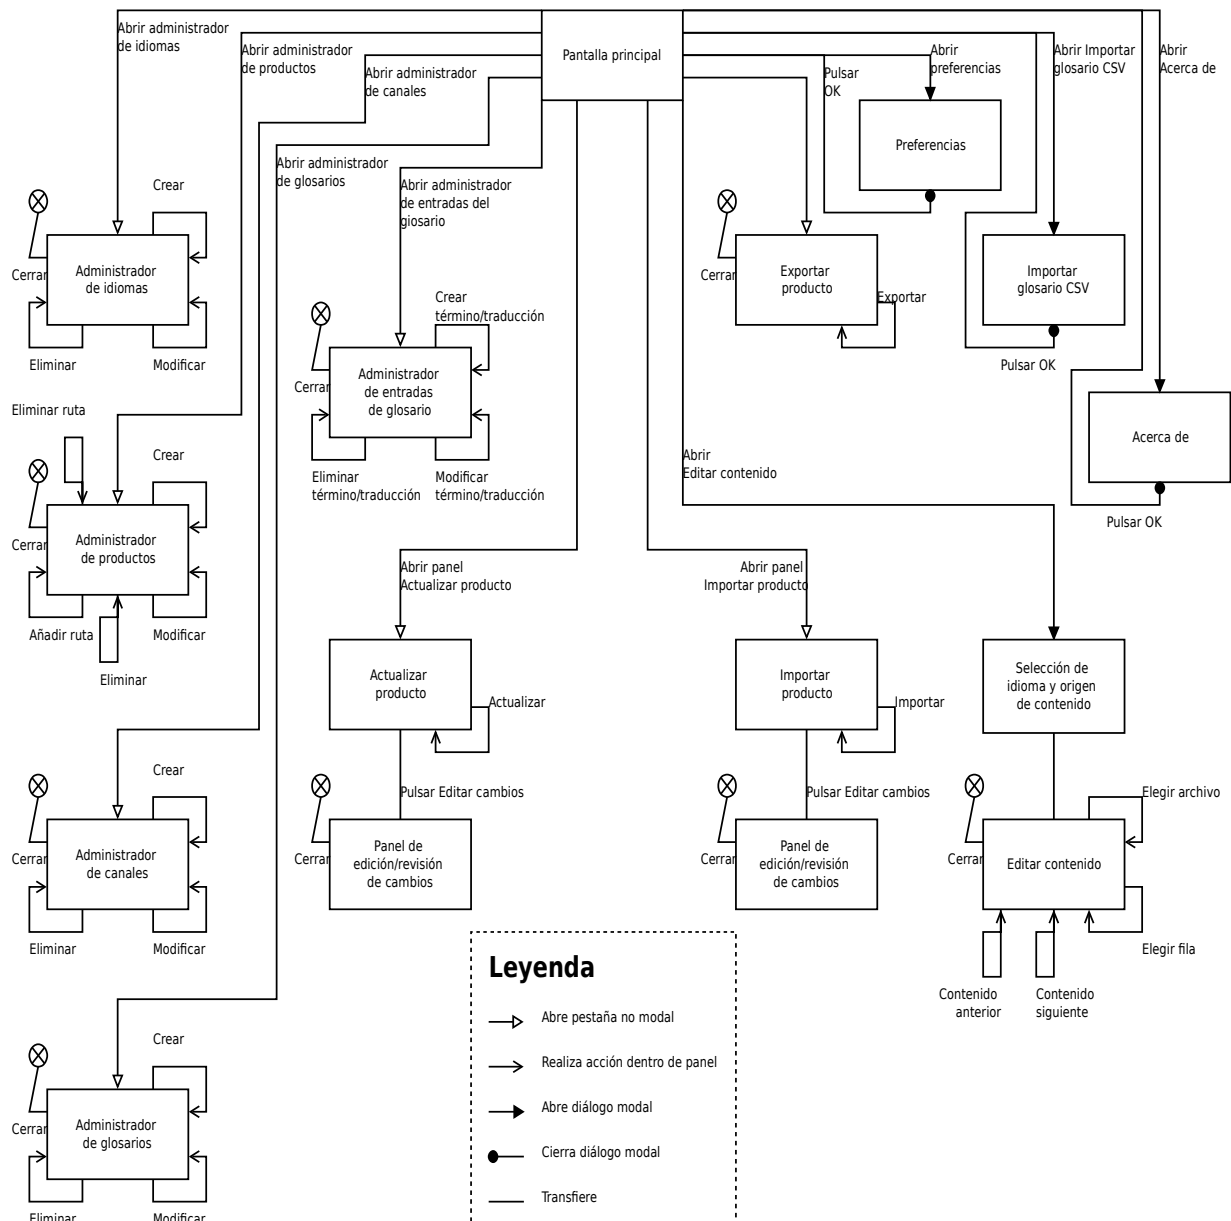 Abrir administrador
de idiomas
Abrir administrador
de productos
Abrir administrador
de canales
Pantalla principal
Pulsar
OK
Abrir
preferencias
Abrir Importar
glosario CSV
Abrir
Acerca de
Preferencias
Abrir administrador
de glosarios
Abrir administrador
de entradas del
giosario
Crear
Cerrar
Administrador
de idiomas
Eliminar
Modificar
Cerrar
Exportar
producto
Exportar
Importar
glosario CSV
Pulsar OK
Crear
término/traducción
Cerrar
Administrador
de entradas
de glosario
Eliminar
término/traducción
Modificar
término/traducción
Acerca de
Pulsar OK
Eliminar ruta
Crear
Cerrar
Administrador
de productos
Añadir ruta
Modificar
Eliminar
Abrir
Editar contenido
Abrir panel
Actualizar producto
Abrir panel
Importar producto
Actualizar
producto
Actualizar
Importar
producto
Importar
Selección de
idioma y origen
de contenido
Crear
Cerrar
Administrador
de canales
Eliminar
Modificar
Pulsar Editar cambios
Cerrar
Panel de
edición/revisión
de cambios
Pulsar Editar cambios
Cerrar
Panel de
edición/revisión
de cambios
Elegir archivo
Cerrar
Editar contenido
Elegir fila
Contenido
anterior
Contenido
siguiente
Crear
Cerrar
Administrador
de glosarios
Eliminar
Modificar
Leyenda
Abre pestaña no modal
Realiza acción dentro de panel
Abre diálogo modal
Cierra diálogo modal
Transfiere